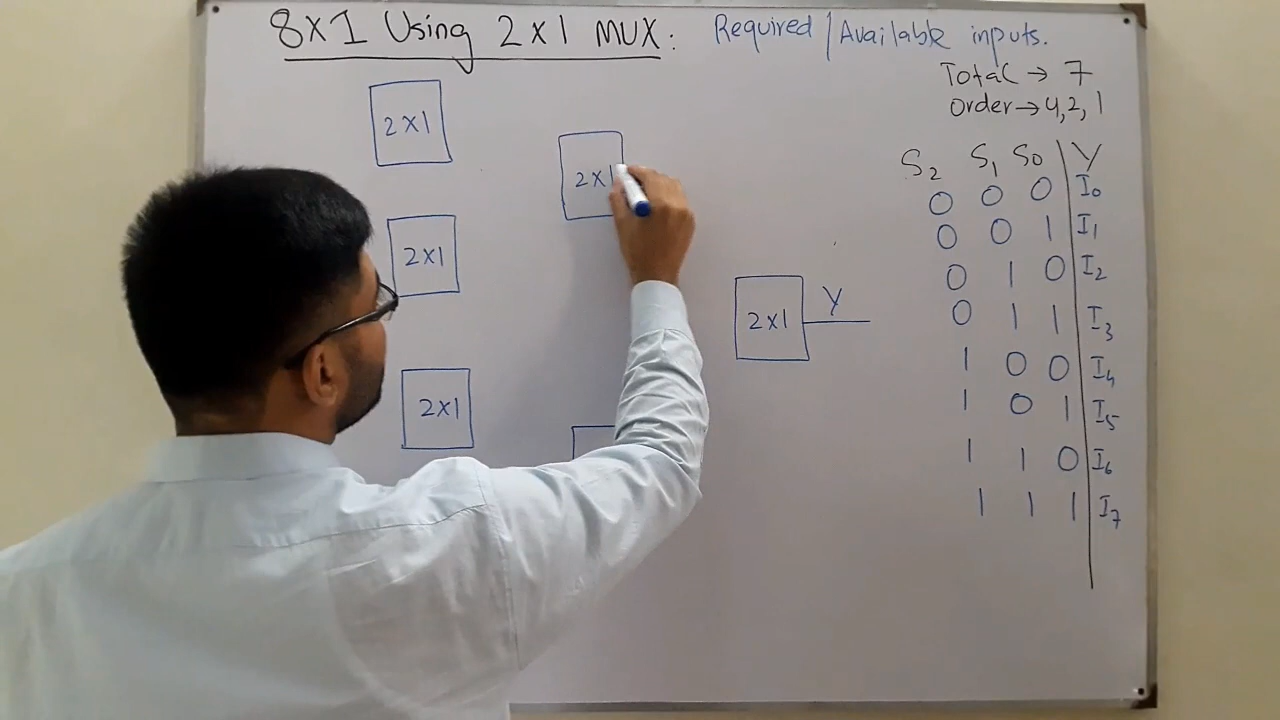 8x1 Using 2x1 MUX:
Required / Available inputs.
Total → 7
Order → 4, 2, 1
2x1
2x1
2x1
2x1
2x1 Y
S2 S1 S0 Y
0 0 0 I0
0 0 1 I1
0 1 0 I2
0 1 1 I3
1 0 0 I4
1 0 1 I5
1 1 0 I6
1 1 1 I7